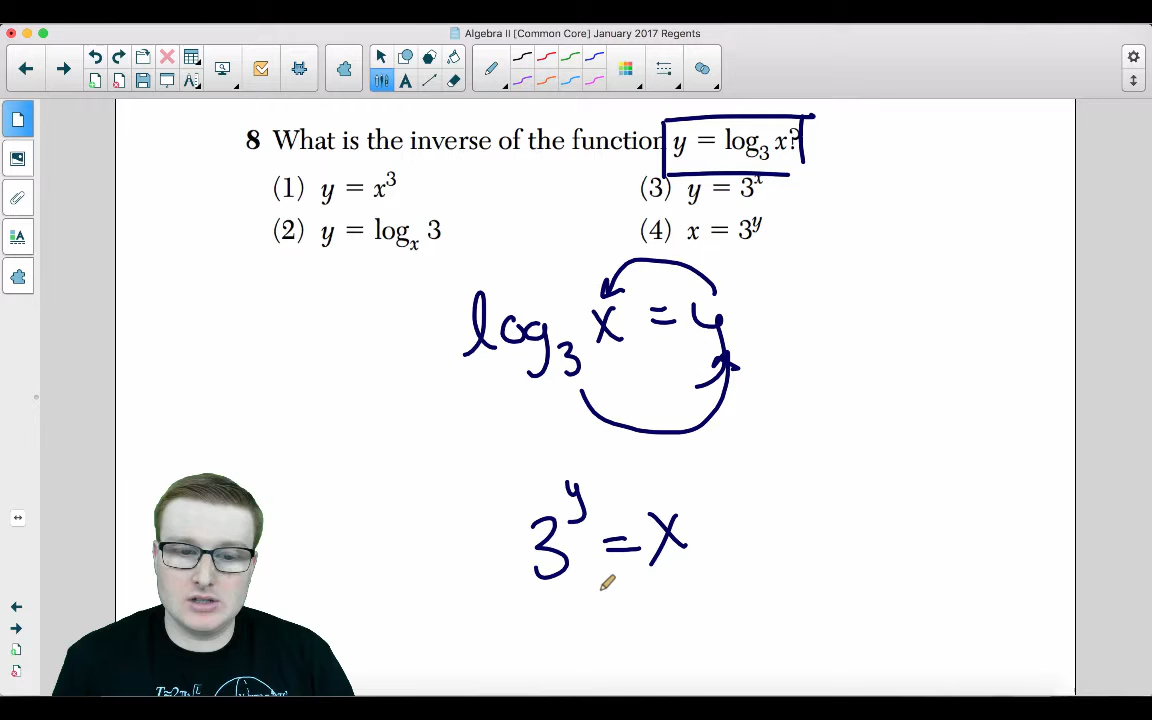 Algebra II [Common Core] January 2017 Regents
8 What is the inverse of the function y = log₃ x?
(1) y = x³
(3) y = 3ˣ
(2) y = logₓ 3
(4) x = 3ʸ
log₃ x = y
3ʸ = x